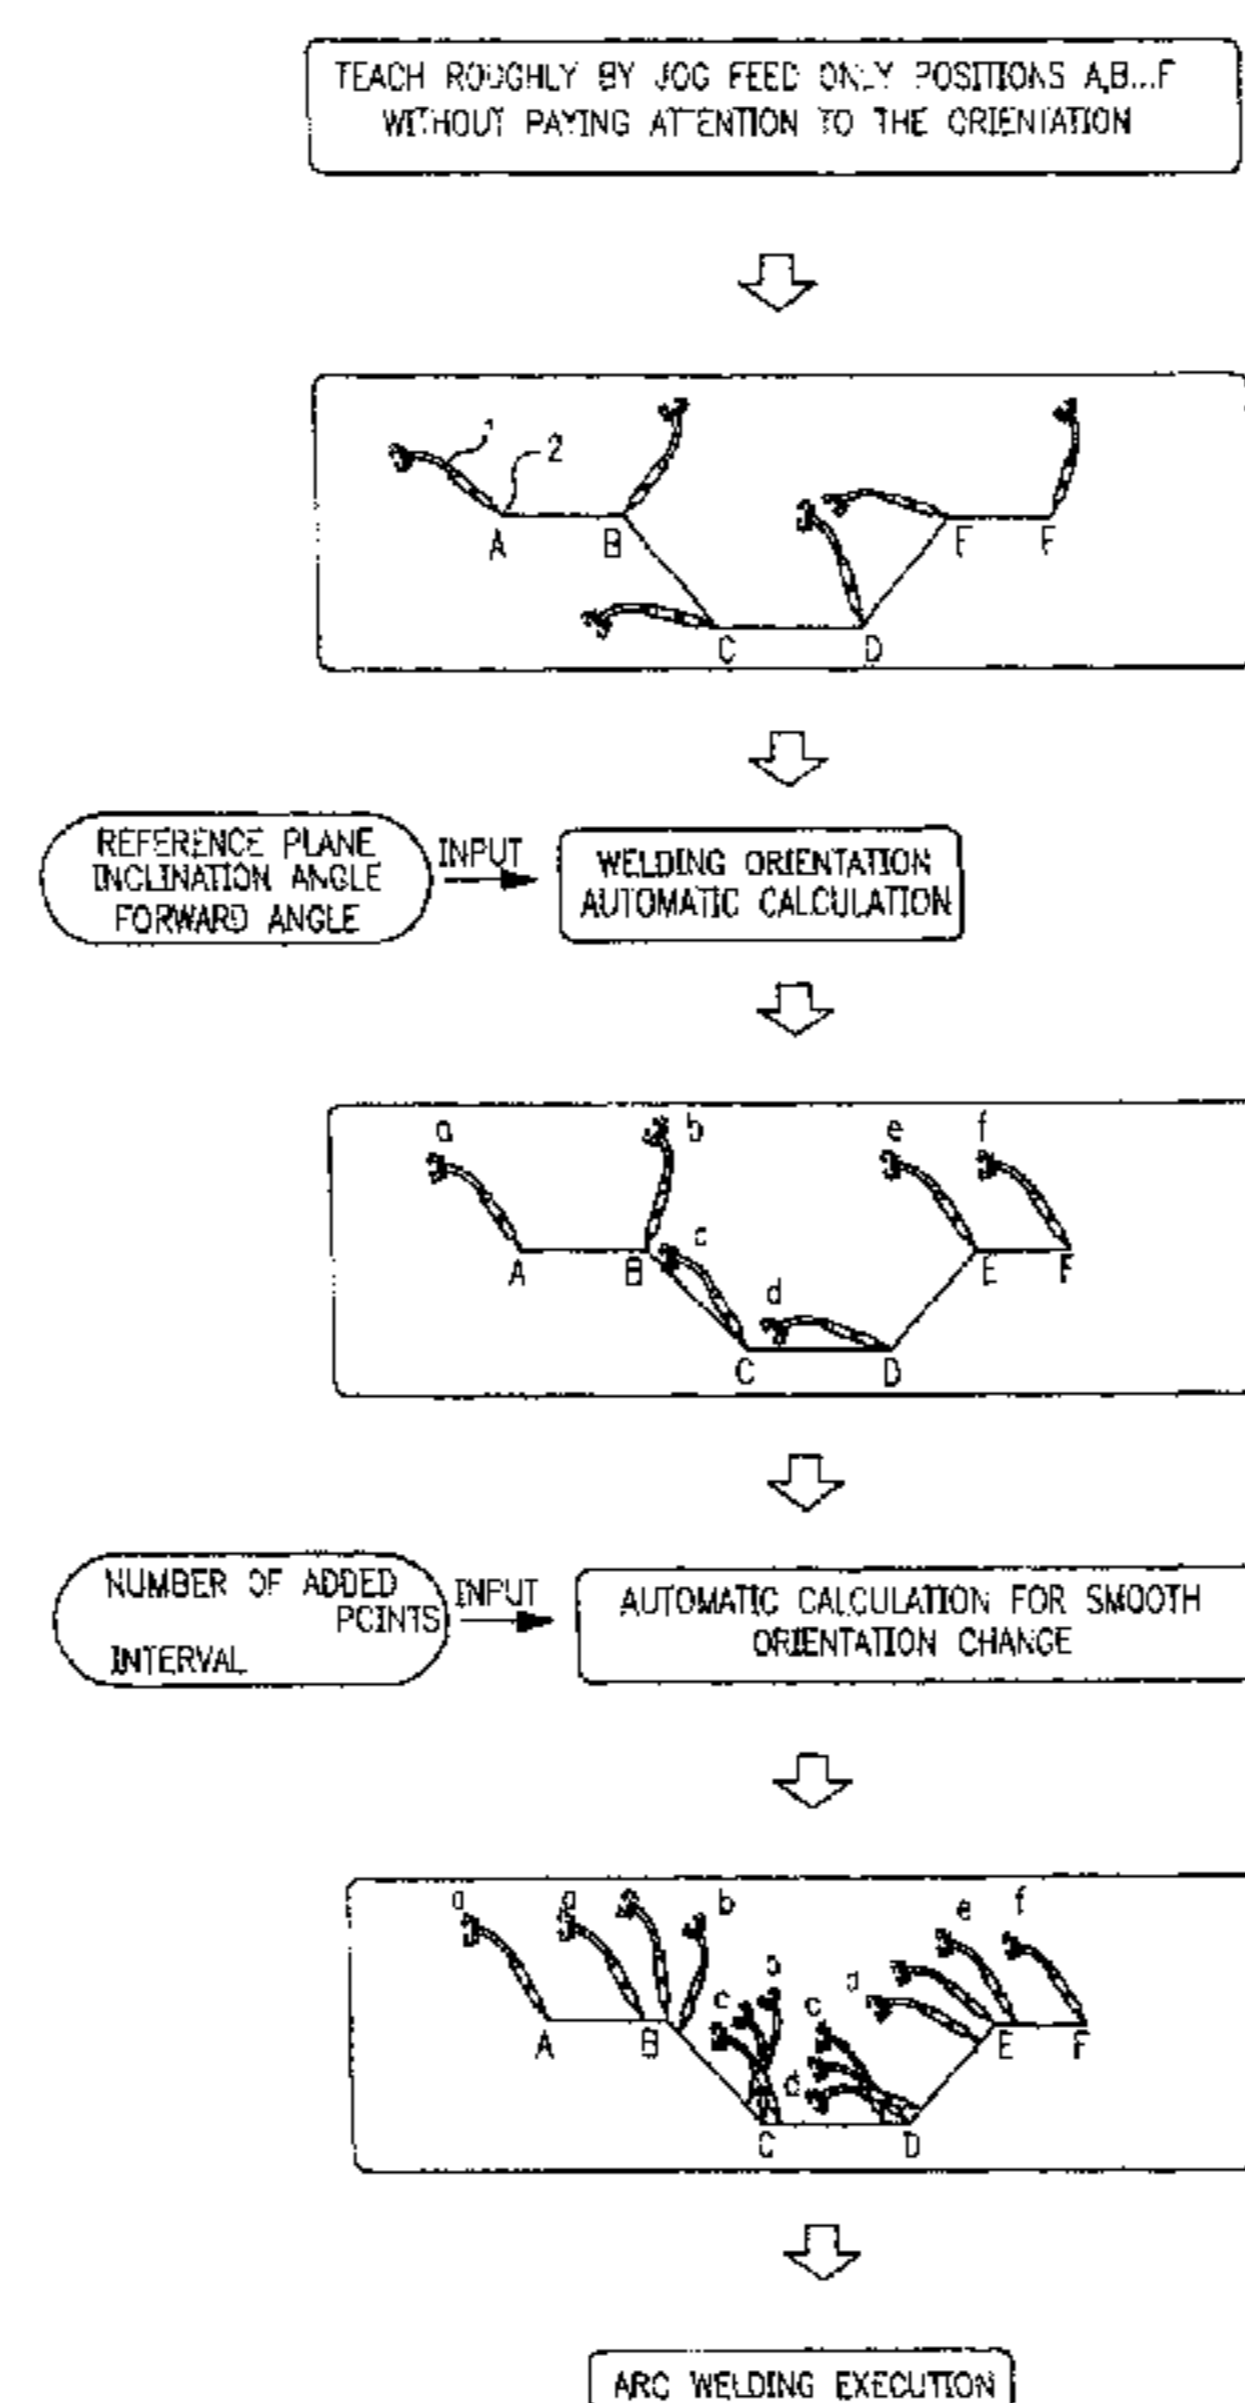 TEACH ROUGHLY BY JOG FEED ONLY POSITIONS A,B...F
WITHOUT PAYING ATTENTION TO THE ORIENTATION
1
2
A
B
C
D
E
F
REFERENCE PLANE
INCLINATION ANGLE
FORWARD ANGLE
INPUT
WELDING ORIENTATION
AUTOMATIC CALCULATION
a
b
c
d
e
f
A
B
C
D
E
F
NUMBER OF ADDED
POINTS
INTERVAL
INPUT
AUTOMATIC CALCULATION FOR SMOOTH
ORIENTATION CHANGE
a
a
b
e
f
c
b
c
d
d
A
B
C
D
E
F
ARC WELDING EXECUTION